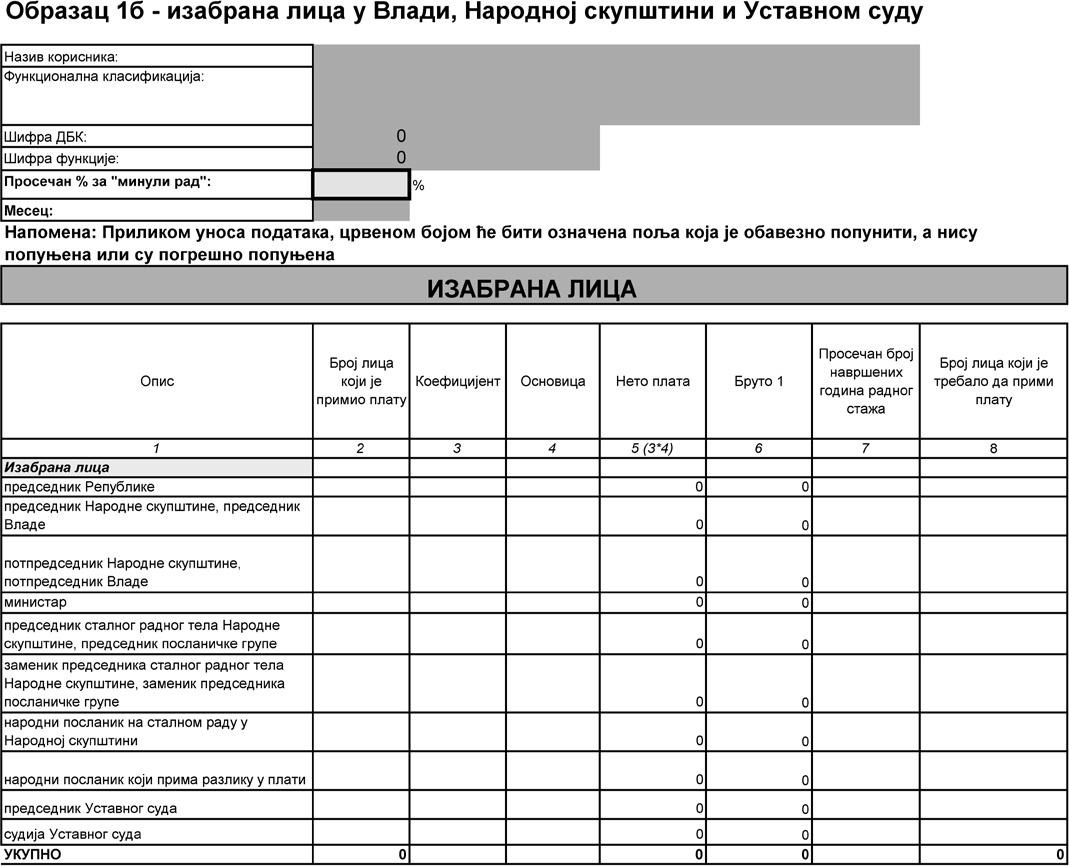 Образац 1б - изабрана лица у Влади, Народној скупштини и Уставном суду
Назив корисника:
Функционална класификација:
Шифра ДБК: 0
Шифра функције: 0
Просечан % за "минули рад": %
Месец:
Напомена: Приликом уноса података, црвеном бојом ће бити означена поља која је обавезно попунити, а нису
попуњена или су погрешно попуњена
ИЗАБРАНА ЛИЦА
Опис
Број лица
који је
примио плату
Коефицијент
Основица
Нето плата
Бруто 1
Просечан број
навршених
година радног
стажа
Број лица који је
требало да прими
плату
1 2 3 4 5 (3*4) 6 7 8
Изабрана лица
председник Републике 0 0
председник Народне скупштине, председник
Владе 0 0
потпредседник Народне скупштине,
потпредседник Владе 0 0
министар 0 0
председник сталног радног тела Народне
скупштине, председник посланичке групе 0 0
заменик председника сталног радног тела
Народне скупштине, заменик председника
посланичке групе 0 0
народни посланик на сталном раду у
Народној скупштини 0 0
народни посланик који прима разлику у плати 0 0
председник Уставног суда 0 0
судија Уставног суда 0 0
УКУПНО 0 0 0 0